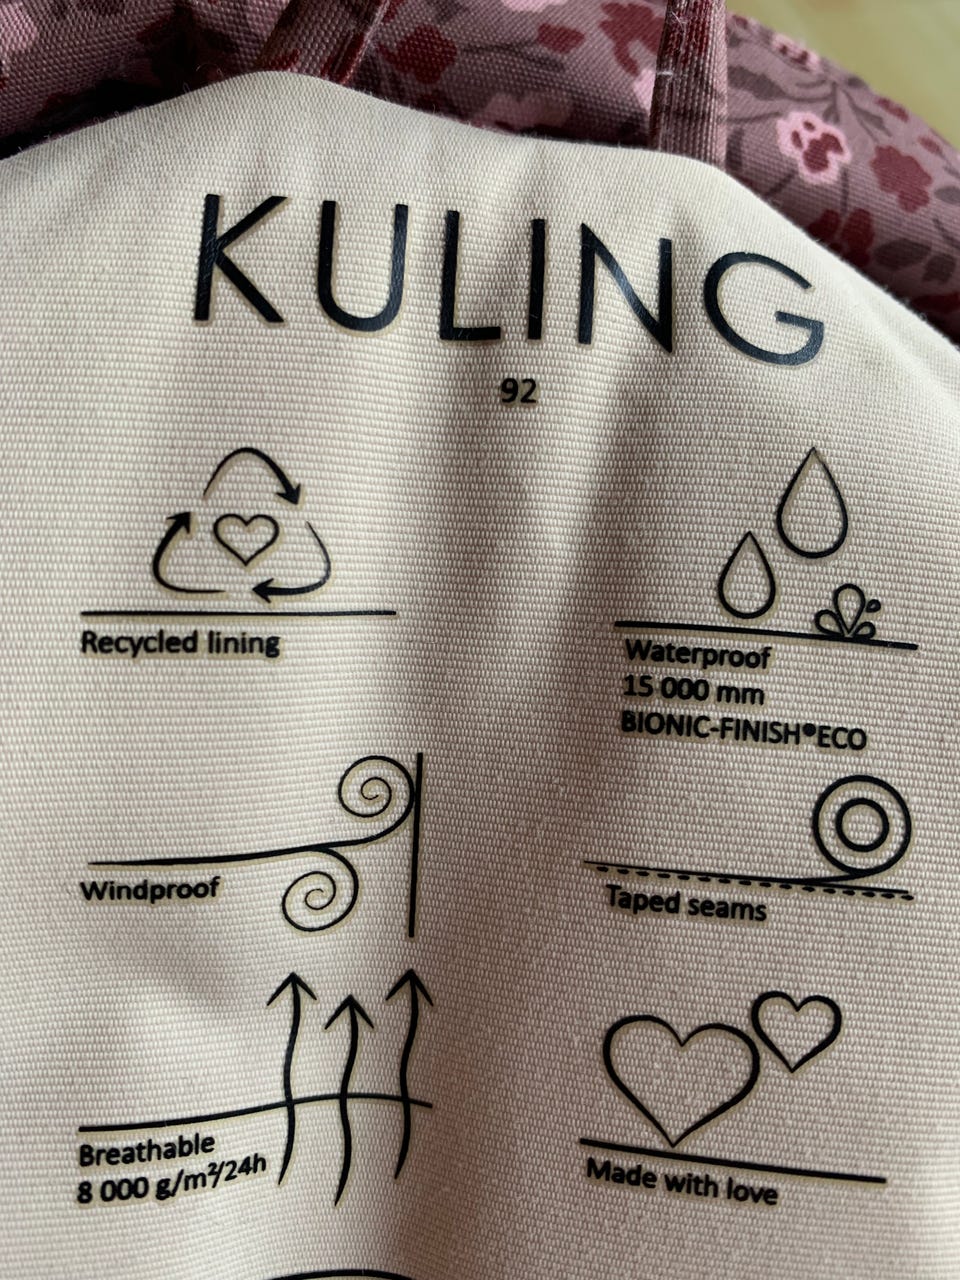 KULING
92
Recycled lining
Waterproof
15 000 mm
BIONIC-FINISH®ECO
Windproof
Taped seams
Breathable
8 000 g/m²/24h
Made with love